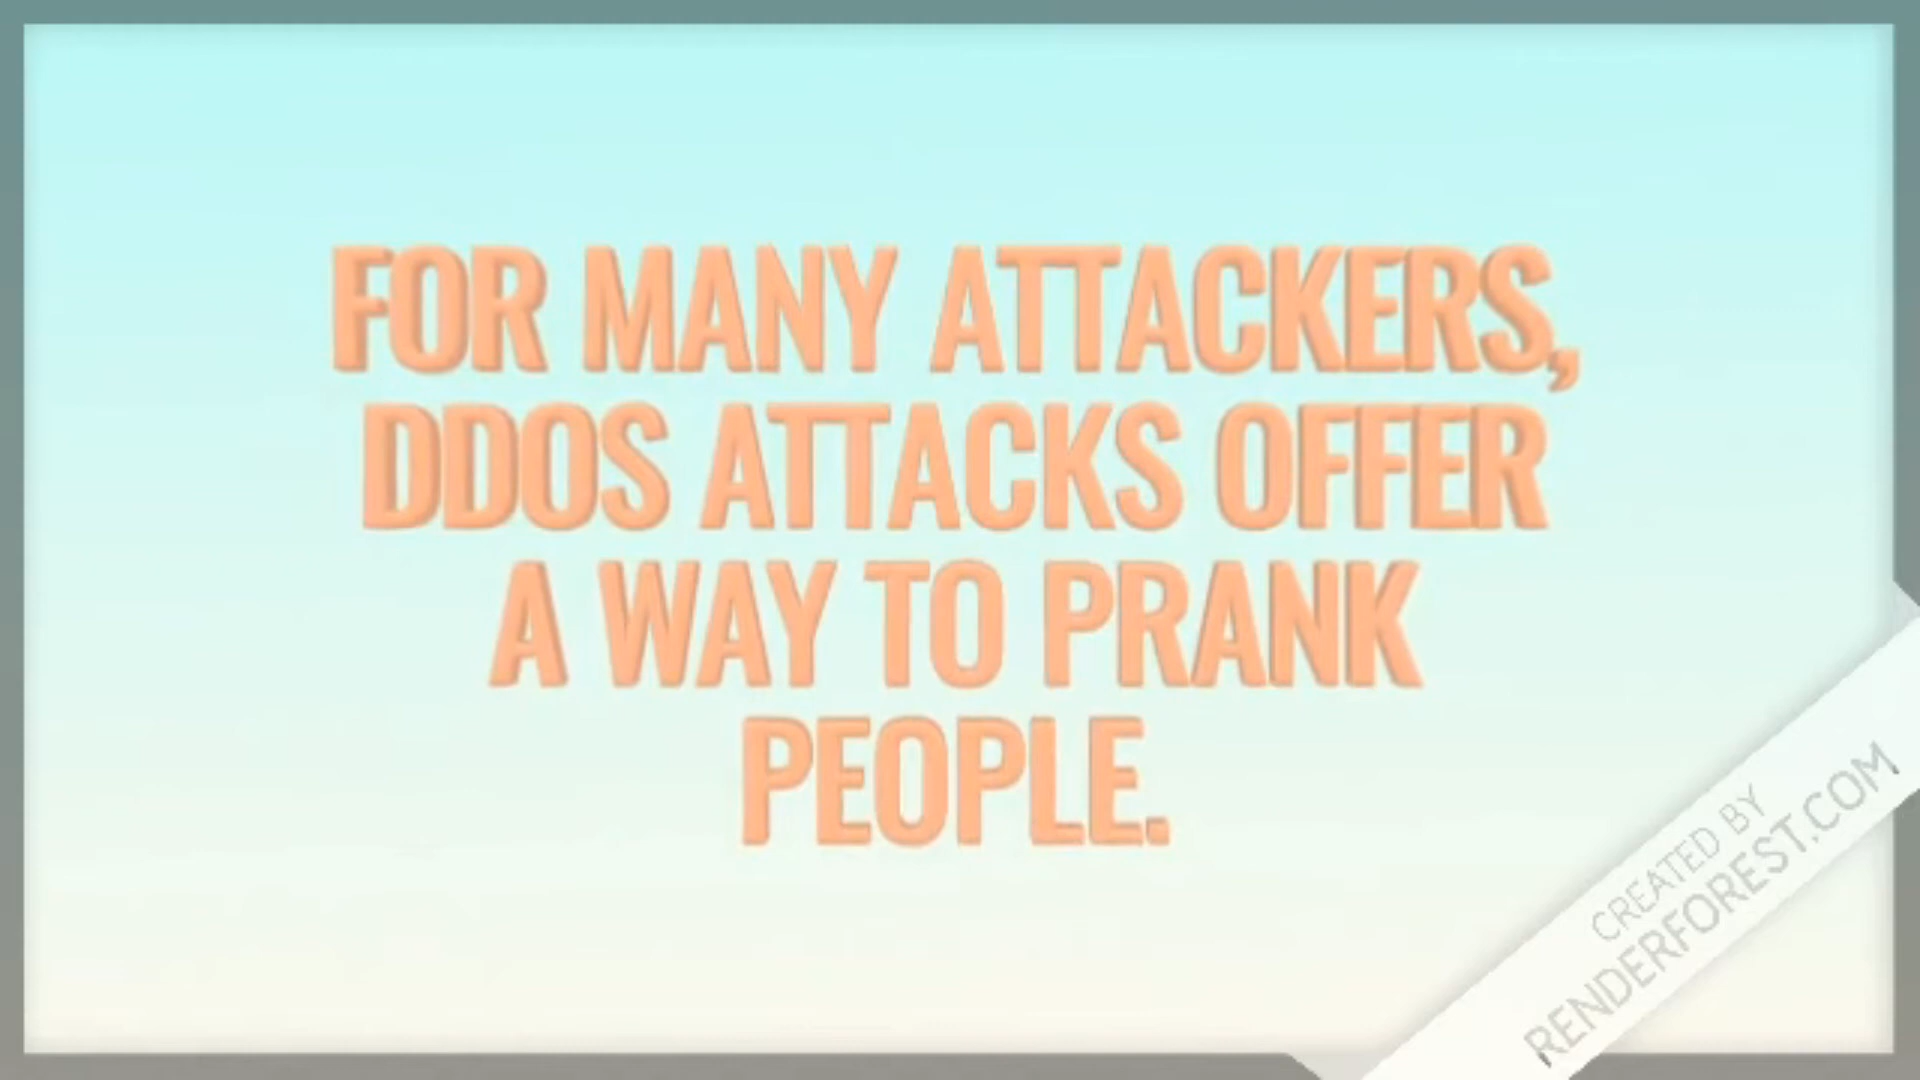 FOR MANY ATTACKERS,
DDOS ATTACKS OFFER
A WAY TO PRANK
PEOPLE.
CREATED BY
RENDERFOREST.COM